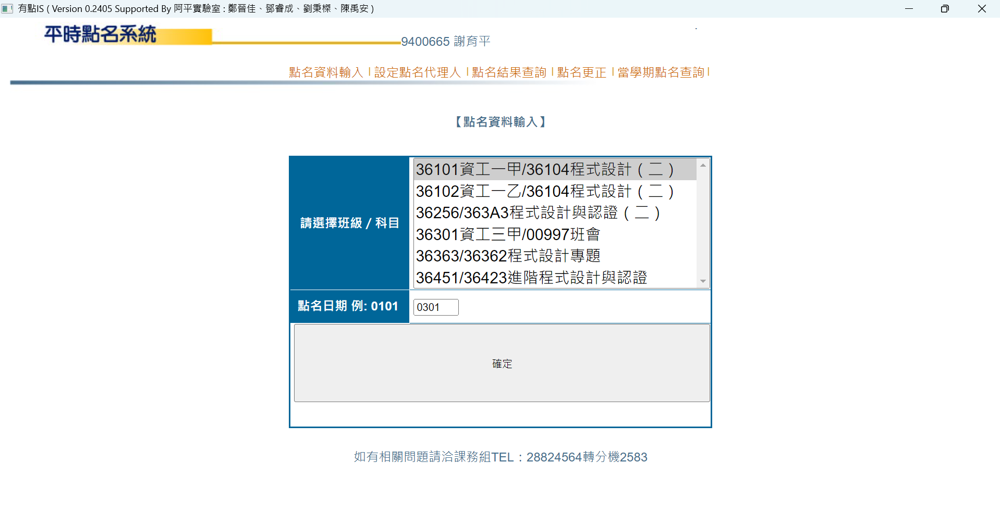 有點IS ( Version 0.2405 Supported By 阿平實驗室 : 鄭晉佳、鄧睿成、劉秉榤、陳禹安 )
平時點名系統
9400665 謝育平
點名資料輸入 | 設定點名代理人 | 點名結果查詢 | 點名更正 | 當學期點名查詢 |
【點名資料輸入】
請選擇班級 / 科目
36101資工一甲/36104程式設計（二）
36102資工一乙/36104程式設計（二）
36256/363A3程式設計與認證（二）
36301資工三甲/00997班會
36363/36362程式設計專題
36451/36423進階程式設計與認證
點名日期 例: 0101
0301
確定
如有相關問題請洽課務組TEL：28824564轉分機2583